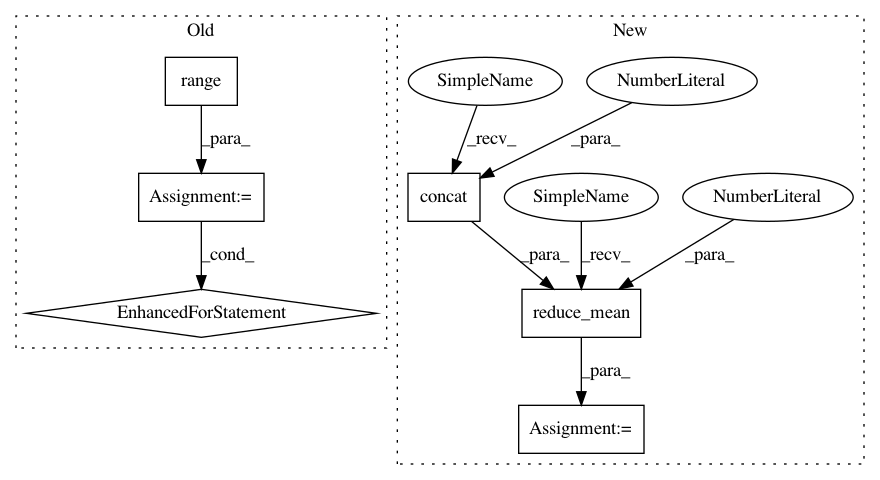 Old
New
range
SimpleName
NumberLiteral
_para_
_recv_
_para_
Assignment:=
concat
SimpleName
NumberLiteral
_cond_
_para_
_recv_
_para_
EnhancedForStatement
reduce_mean
_para_
Assignment:=